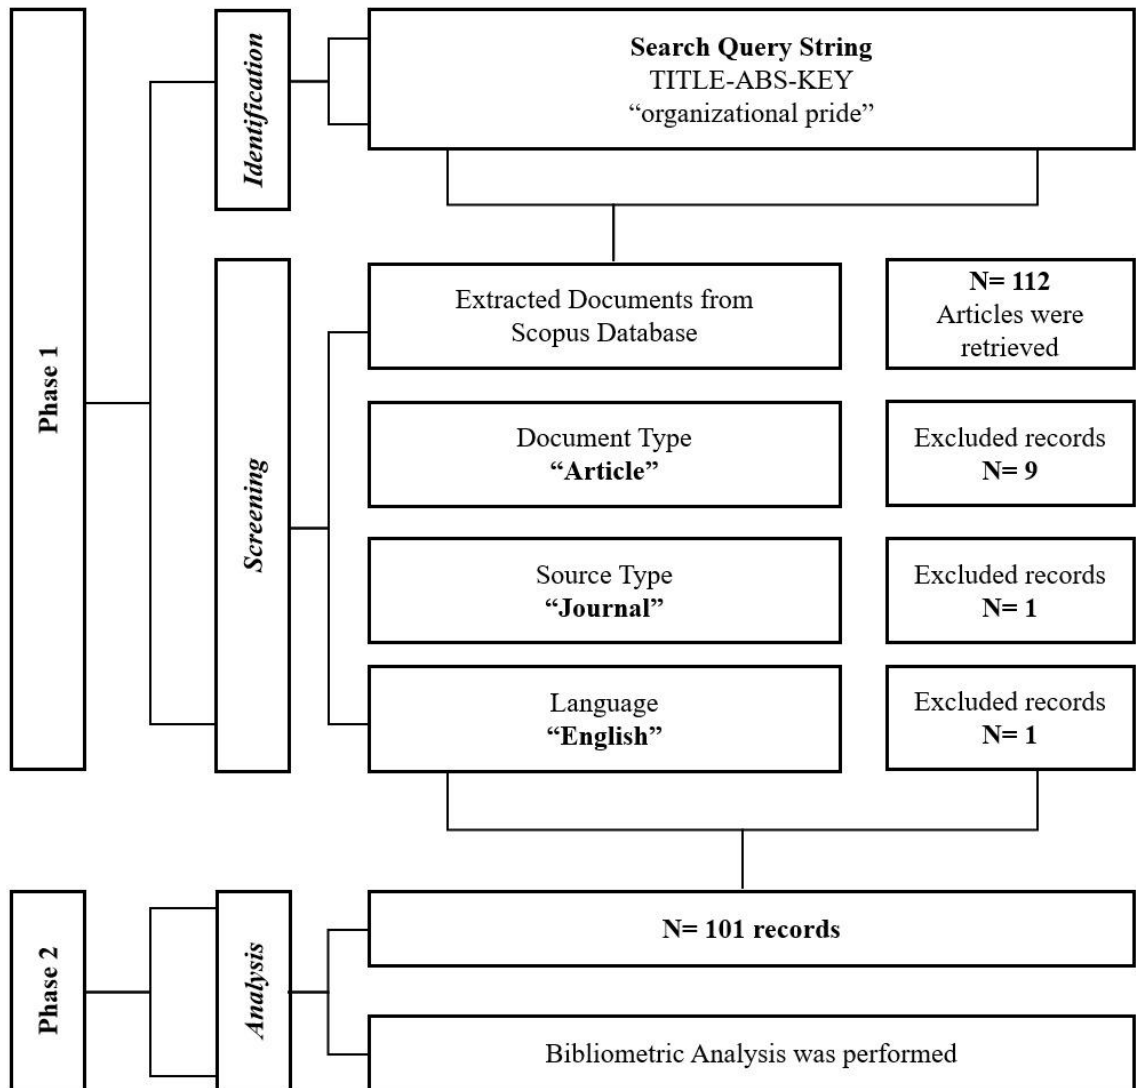 Phase 1
Identification
Search Query String
TITLE-ABS-KEY
“organizational pride”
Screening
Extracted Documents from
Scopus Database
N= 112
Articles were
retrieved
Document Type
“Article”
Excluded records
N= 9
Source Type
“Journal”
Excluded records
N= 1
Language
“English”
Excluded records
N= 1
Phase 2
Analysis
N= 101 records
Bibliometric Analysis was performed